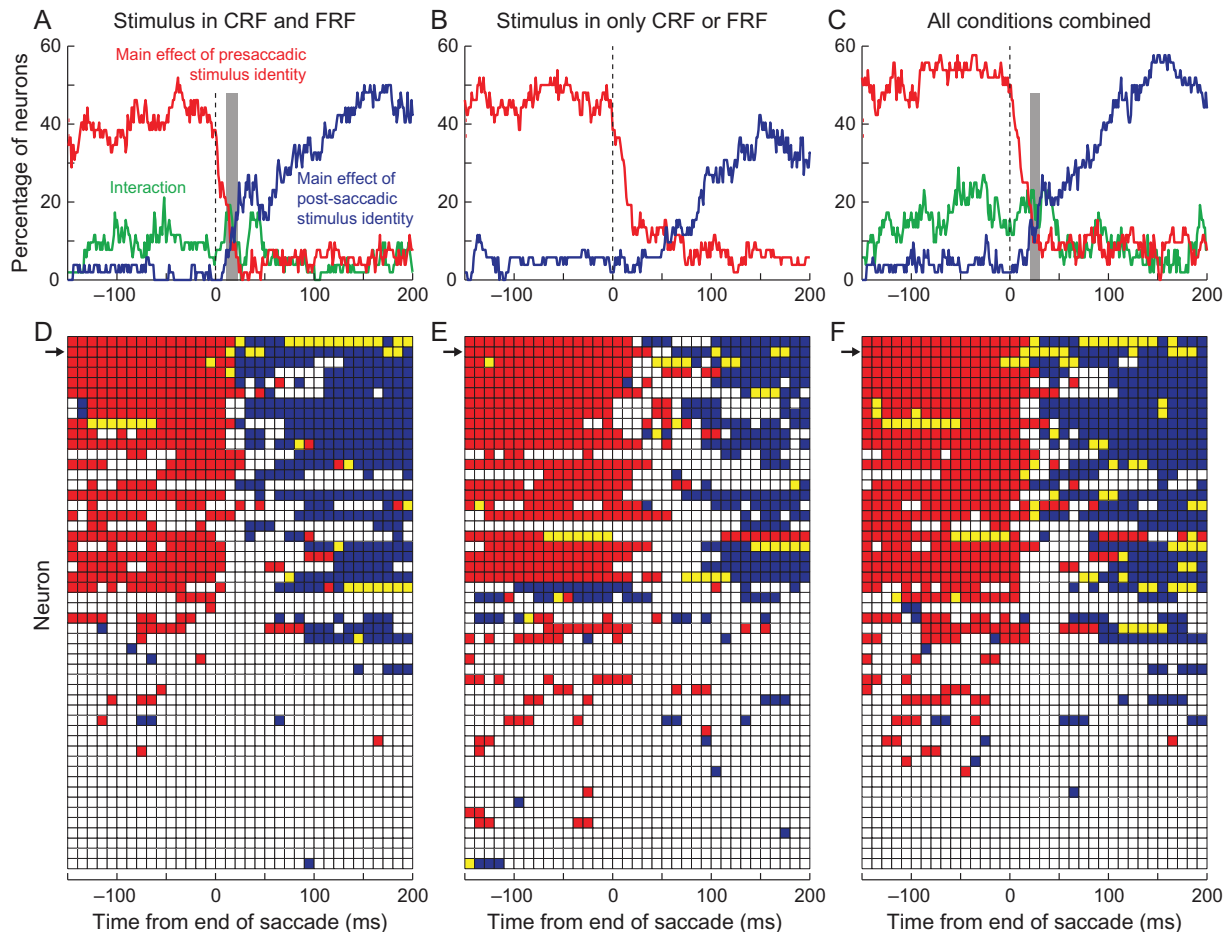 A Stimulus in CRF and FRF
B Stimulus in only CRF or FRF
C All conditions combined
Percentage of neurons
60
40
20
0
Main effect of presaccadic
stimulus identity
Interaction
Main effect of
post-saccadic
stimulus identity
−100 0 100 200
60
40
20
0
−100 0 100 200
60
40
20
0
−100 0 100 200
D
E
F
Neuron
−100 0 100 200
−100 0 100 200
−100 0 100 200
Time from end of saccade (ms)
Time from end of saccade (ms)
Time from end of saccade (ms)